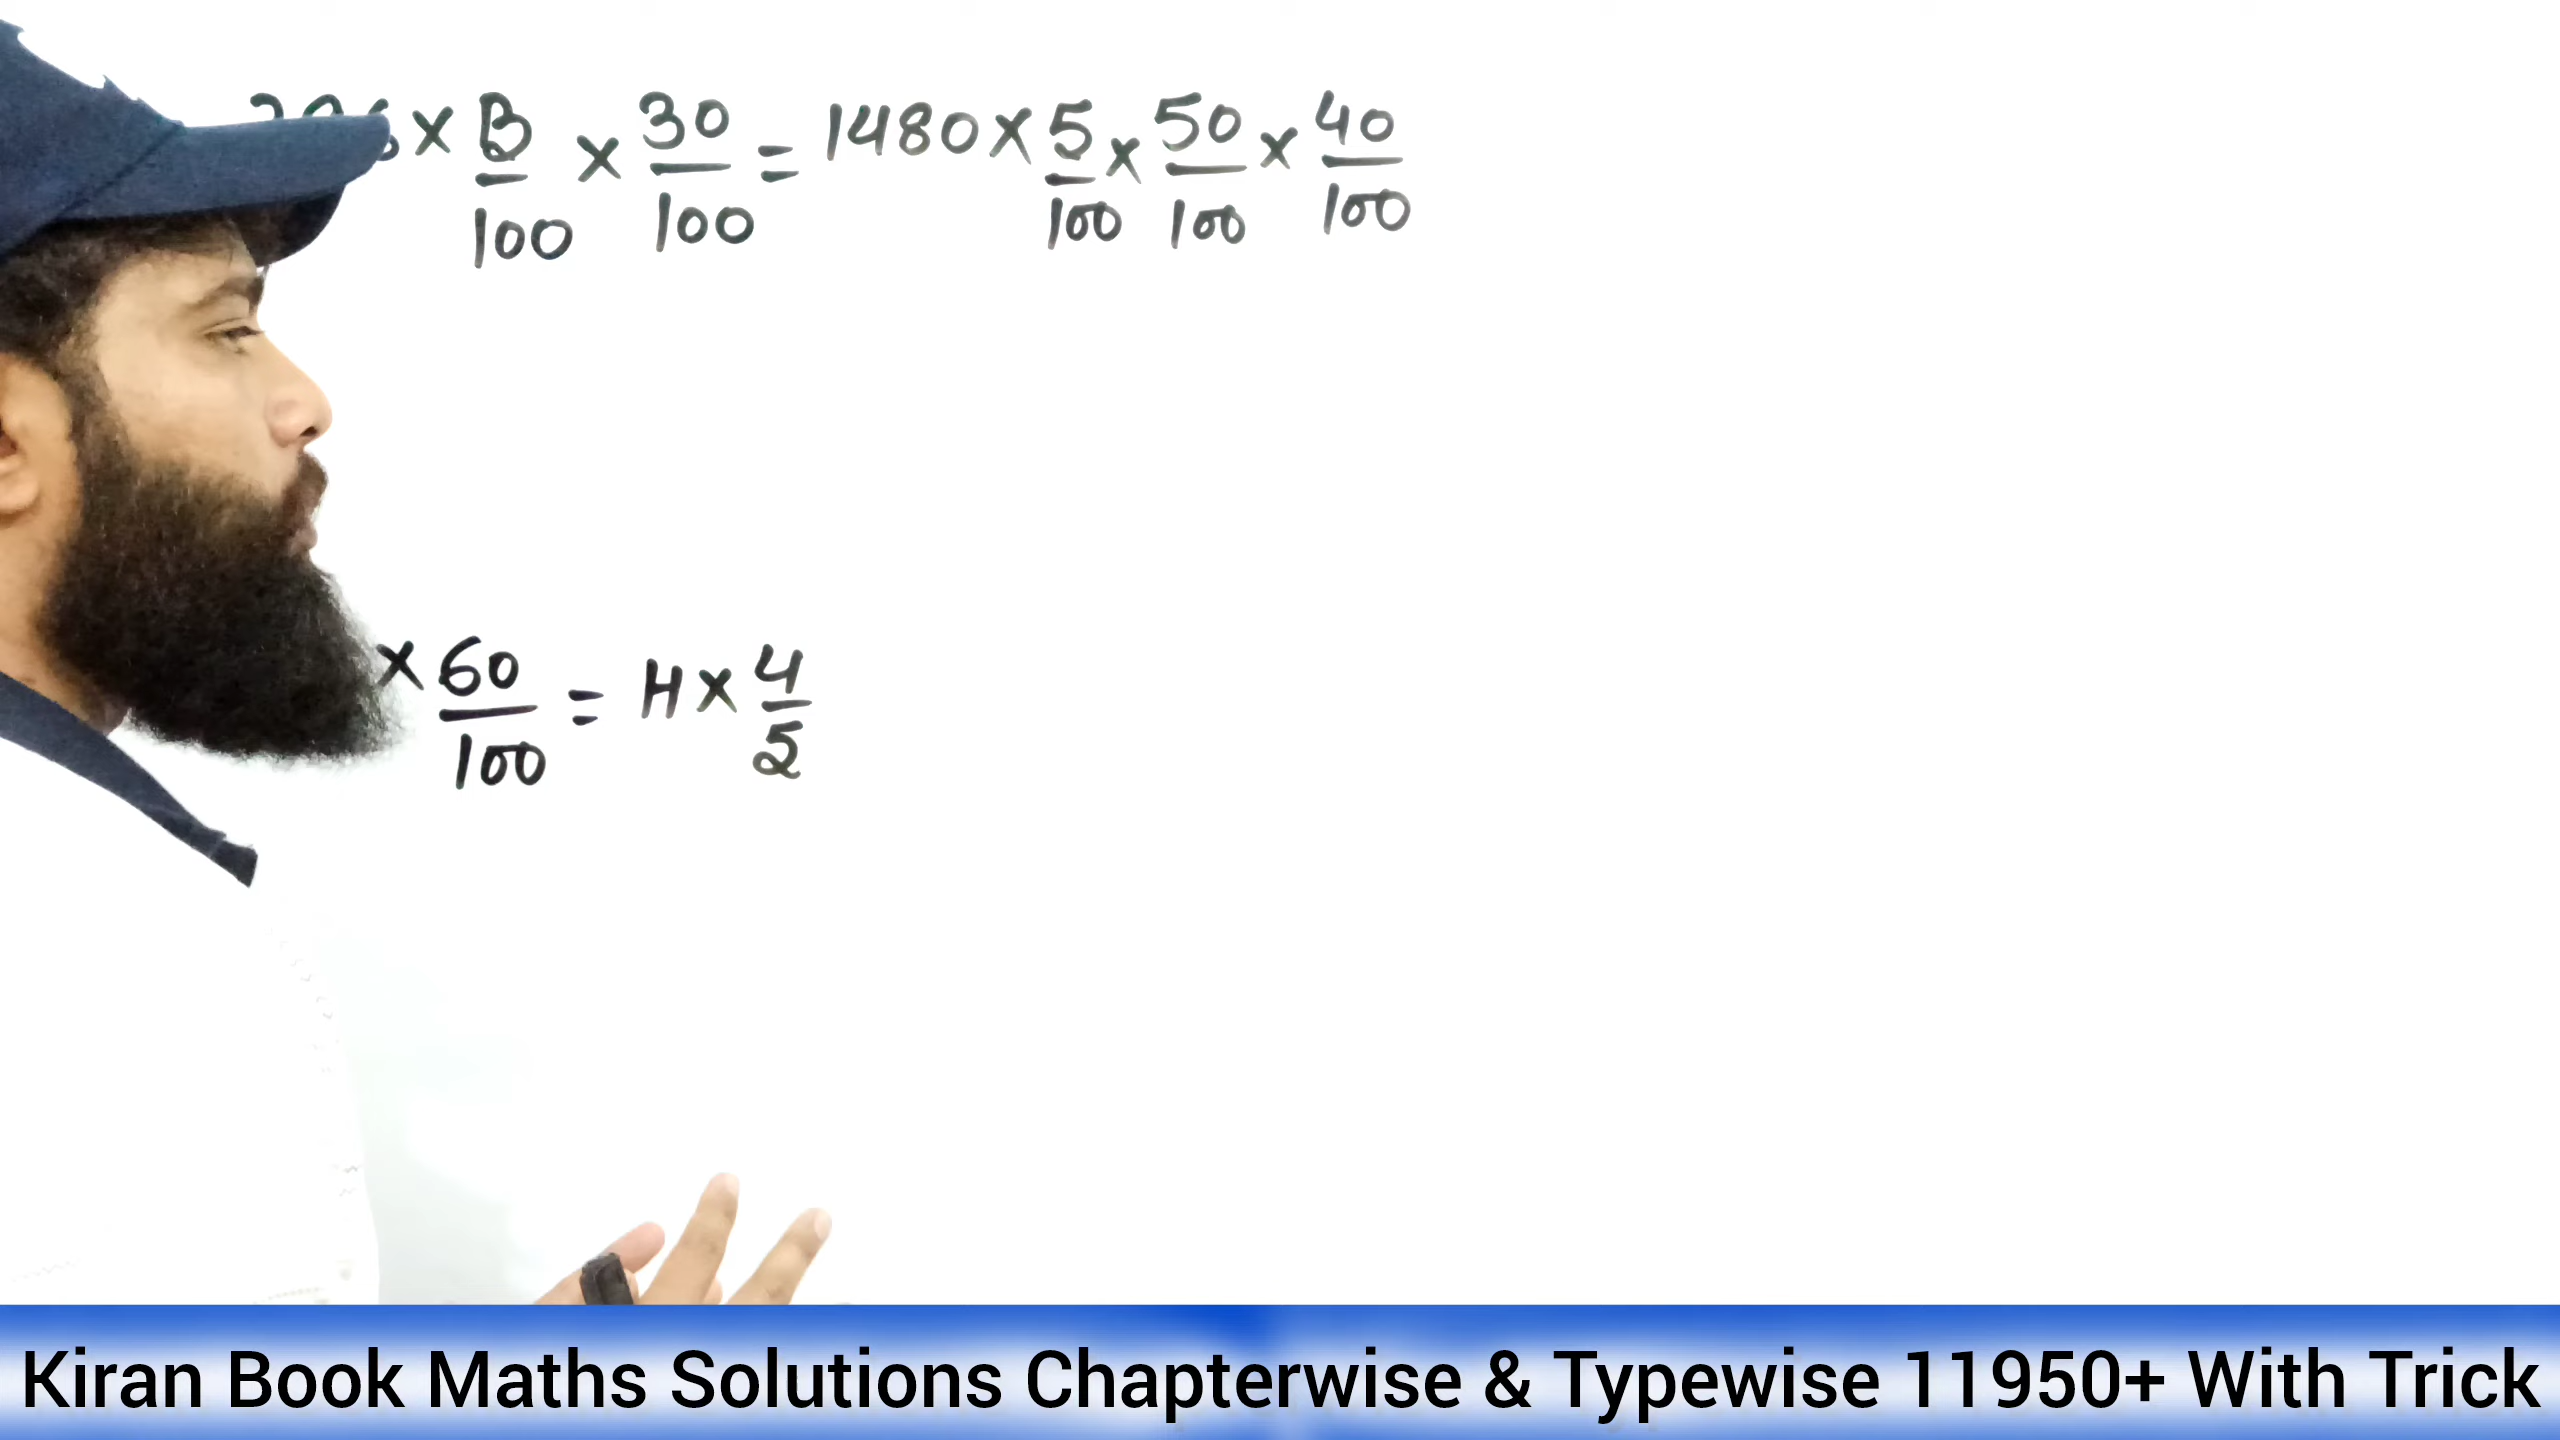 × B/100 × 30/100 = 1480 × 5/100 × 50/100 × 40/100
× 60/100 = H × 4/5
Kiran Book Maths Solutions Chapterwise & Typewise 11950+ With Trick